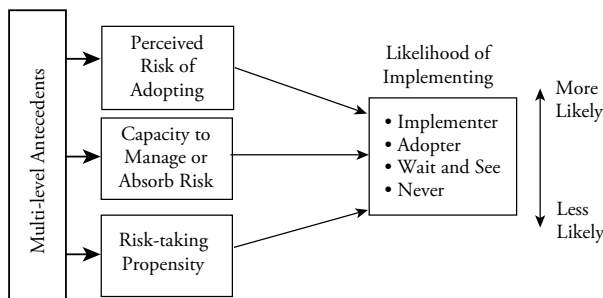 Multi-level Antecedents
Perceived
Risk of
Adopting
Capacity to
Manage or
Absorb Risk
Risk-taking
Propensity
Likelihood of
Implementing
• Implementer
• Adopter
• Wait and See
• Never
More
Likely
Less
Likely